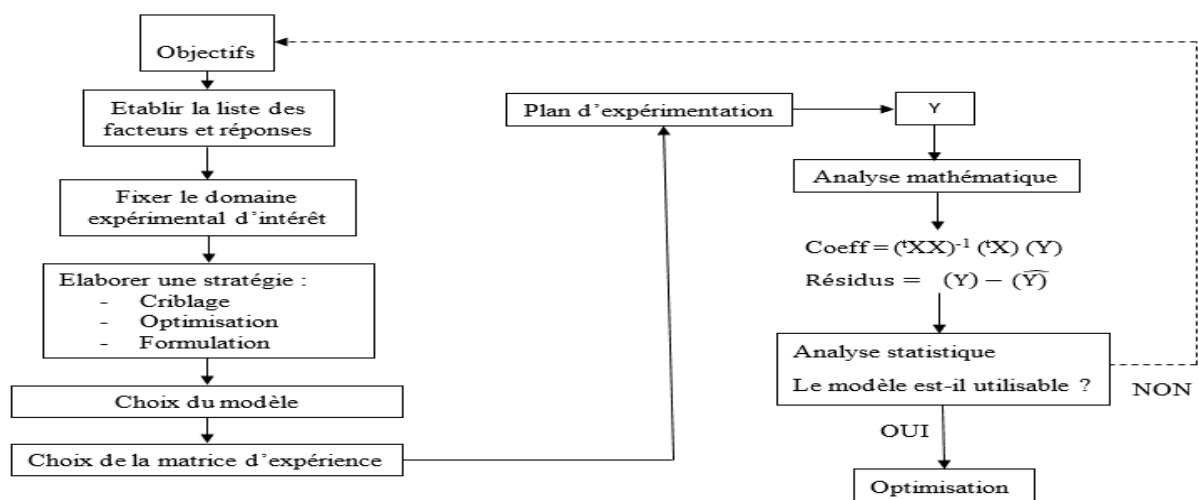 Objectifs
Etablir la liste des
facteurs et réponses
Fixer le domaine
expérimental d'intérêt
Elaborer une stratégie :
- Criblage
- Optimisation
- Formulation
Choix du modèle
Choix de la matrice d'expérience
Plan d'expérimentation
Y
Analyse mathématique
Coeff = (ᵗXX)⁻¹ (ᵗX) (Y)
Résidus = (Y) – (Ŷ)
Analyse statistique
Le modèle est-il utilisable ?
NON
OUI
Optimisation